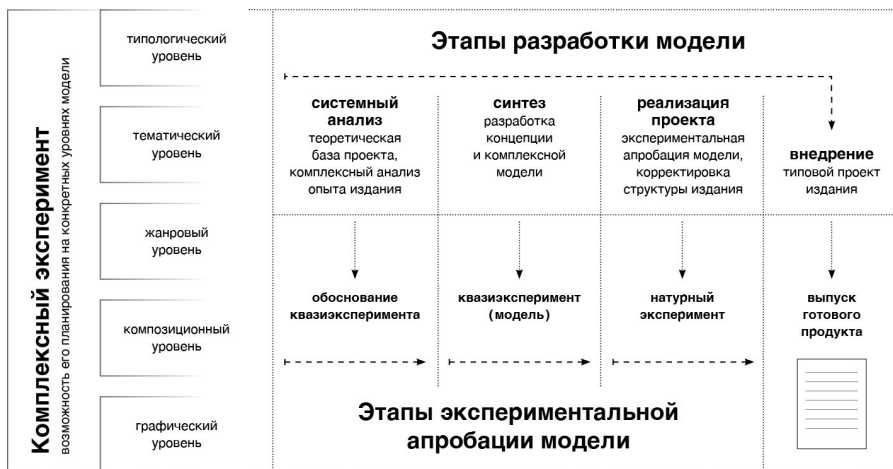 Комплексный эксперимент
возможность его планирования на конкретных уровнях модели
типологический
уровень
тематический
уровень
жанровый
уровень
композиционный
уровень
графический
уровень
Этапы разработки модели
системный
анализ
теоретическая
база проекта,
комплексный анализ
опыта издания
синтез
разработка
концепции
и комплексной
модели
реализация
проекта
экспериментальная
апробация модели,
корректировка
структуры издания
внедрение
типовой проект
издания
обоснование
квазиэксперимента
квазиэксперимент
(модель)
натурный
эксперимент
выпуск
готового
продукта
Этапы экспериментальной
апробации модели